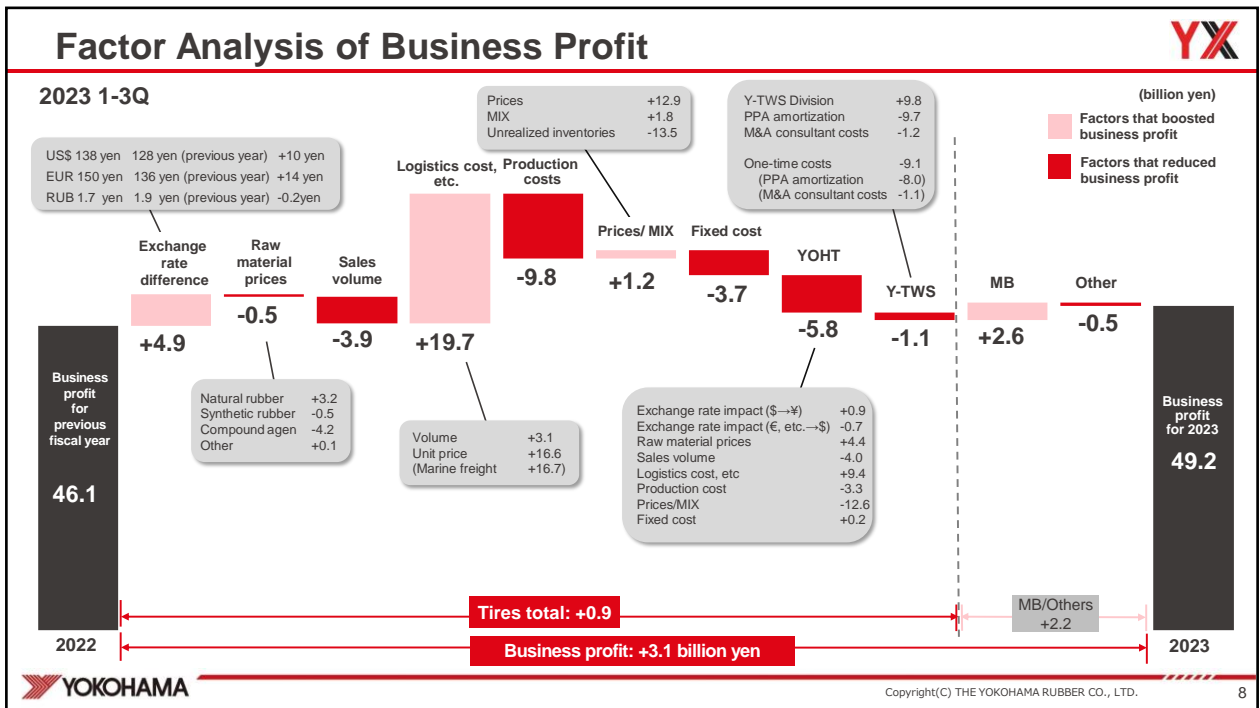 Factor Analysis of Business Profit
YX
2023 1-3Q
(billion yen)
Factors that boosted
business profit
Factors that reduced
business profit
US$ 138 yen 128 yen (previous year) +10 yen
EUR 150 yen 136 yen (previous year) +14 yen
RUB 1.7 yen 1.9 yen (previous year) -0.2yen
Prices +12.9
MIX +1.8
Unrealized inventories -13.5
Y-TWS Division +9.8
PPA amortization -9.7
M&A consultant costs -1.2
One-time costs -9.1
(PPA amortization -8.0)
(M&A consultant costs -1.1)
Exchange
rate
difference
+4.9
Raw
material
prices
-0.5
Sales
volume
-3.9
Logistics cost,
etc.
+19.7
Production
costs
-9.8
Prices/ MIX
+1.2
Fixed cost
-3.7
YOHT
-5.8
Y-TWS
-1.1
MB
+2.6
Other
-0.5
Business
profit
for
previous
fiscal year
46.1
Natural rubber +3.2
Synthetic rubber -0.5
Compound agen -4.2
Other +0.1
Volume +3.1
Unit price +16.6
(Marine freight +16.7)
Exchange rate impact ($→¥) +0.9
Exchange rate impact (€, etc.→$) -0.7
Raw material prices +4.4
Sales volume -4.0
Logistics cost, etc +9.4
Production cost -3.3
Prices/MIX -12.6
Fixed cost +0.2
Business
profit
for 2023
49.2
Tires total: +0.9
MB/Others
+2.2
2022
Business profit: +3.1 billion yen
2023
YOKOHAMA
Copyright(C) THE YOKOHAMA RUBBER CO., LTD.
8